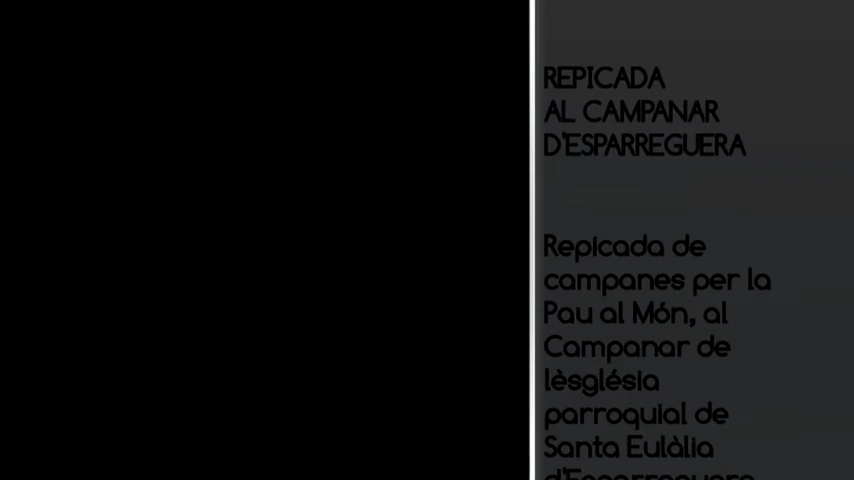 REPICADA
AL CAMPANAR
D'ESPARREGUERA
Repicada de
campanes per la
Pau al Món, al
Campanar de
lèsglésia
parroquial de
Santa Eulàlia
d'Esparreguera